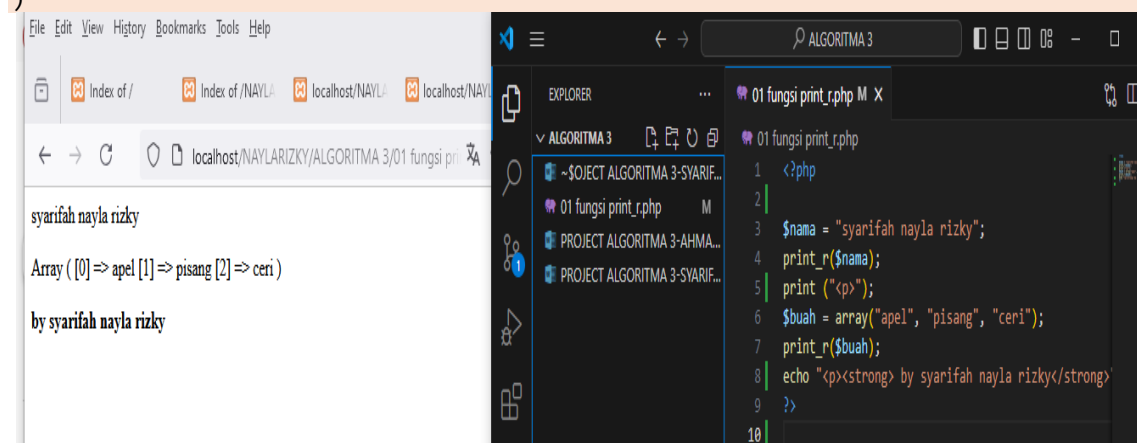 )
File Edit View History Bookmarks Tools Help
Index of / Index of /NAYLA localhost/NAYLA localhost/NAYL
localhost/NAYLARIZKY/ALGORITMA 3/01 fungsi pri
syarifah nayla rizky
Array ( [0] => apel [1] => pisang [2] => ceri )
by syarifah nayla rizky
ALGORITMA 3
EXPLORER ...
ALGORITMA 3
~$OJECT ALGORITMA 3-SYARIF...
01 fungsi print_r.php M
PROJECT ALGORITMA 3-AHMA...
PROJECT ALGORITMA 3-SYARIF...
1
01 fungsi print_r.php M
01 fungsi print_r.php
1 <?php
2
3 $nama = "syarifah nayla rizky";
4 print_r($nama);
5 print ("<p>");
6 $buah = array("apel", "pisang", "ceri");
7 print_r($buah);
8 echo "<p><strong> by syarifah nayla rizky</strong>"
9 ?>
10